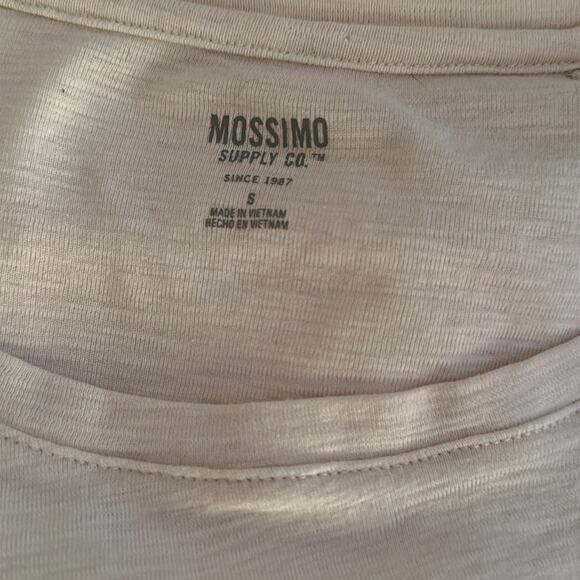 MOSSIMO
SUPPLY CO.™
SINCE 1987
S
MADE IN VIETNAM
HECHO EN VIETNAM